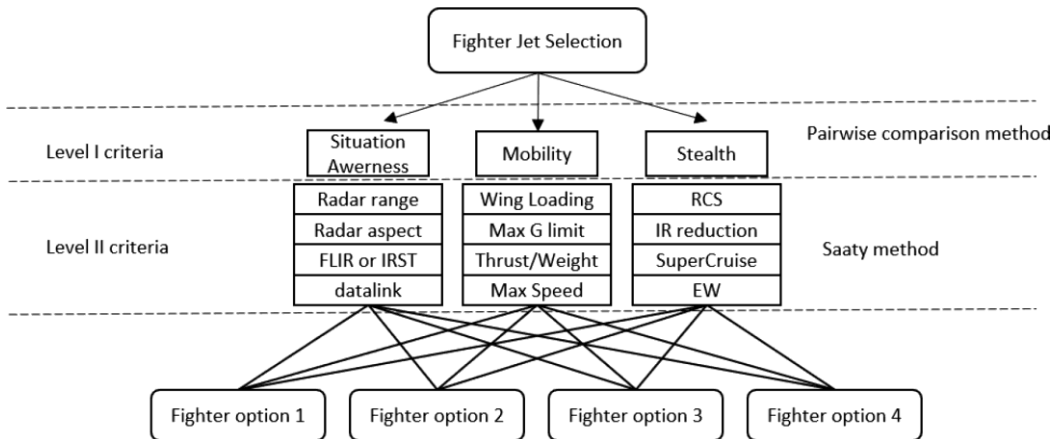 Fighter Jet Selection
Level I criteria
Situation
Awerness
Mobility
Stealth
Pairwise comparison method
Level II criteria
Radar range
Radar aspect
FLIR or IRST
datalink
Wing Loading
Max G limit
Thrust/Weight
Max Speed
RCS
IR reduction
SuperCruise
EW
Saaty method
Fighter option 1
Fighter option 2
Fighter option 3
Fighter option 4